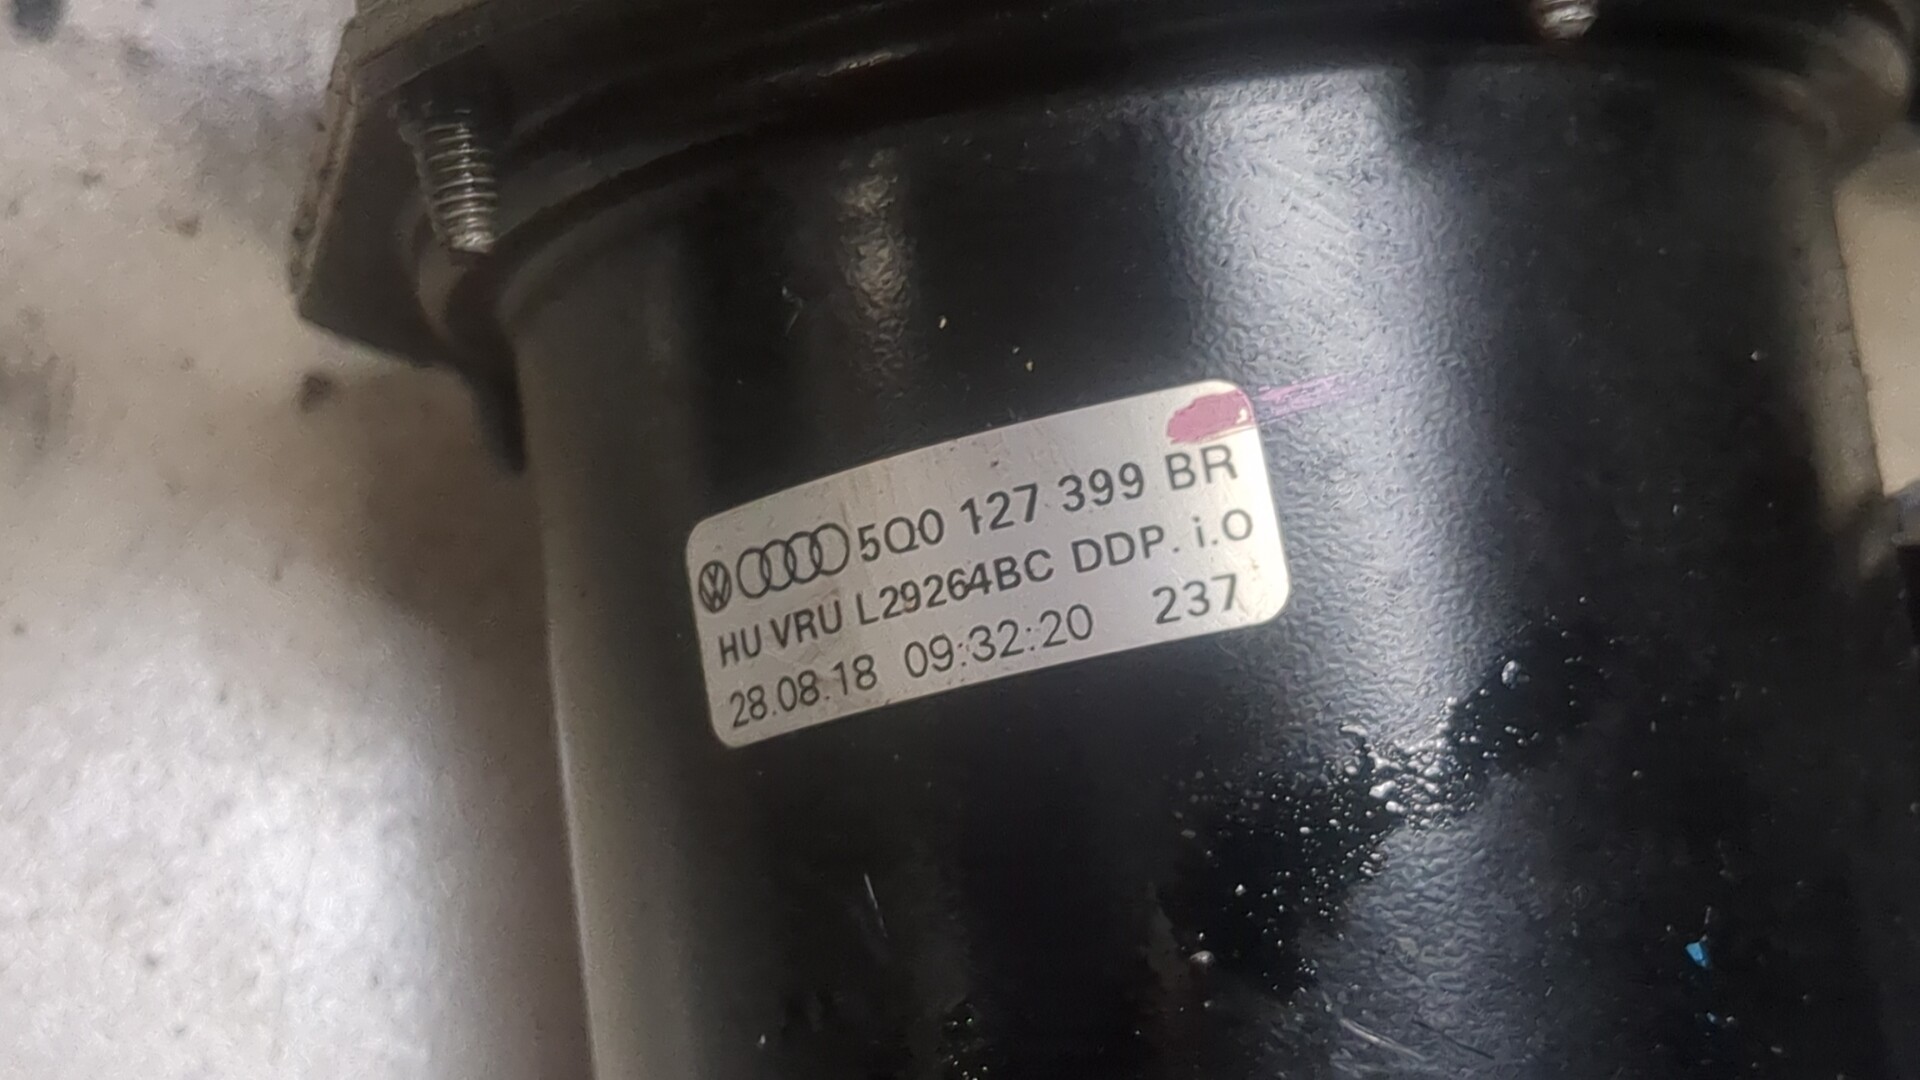 5Q0 127 399 BR
HU VRU L29264BC DDP. i.O
28.08.18 09:32:20 237